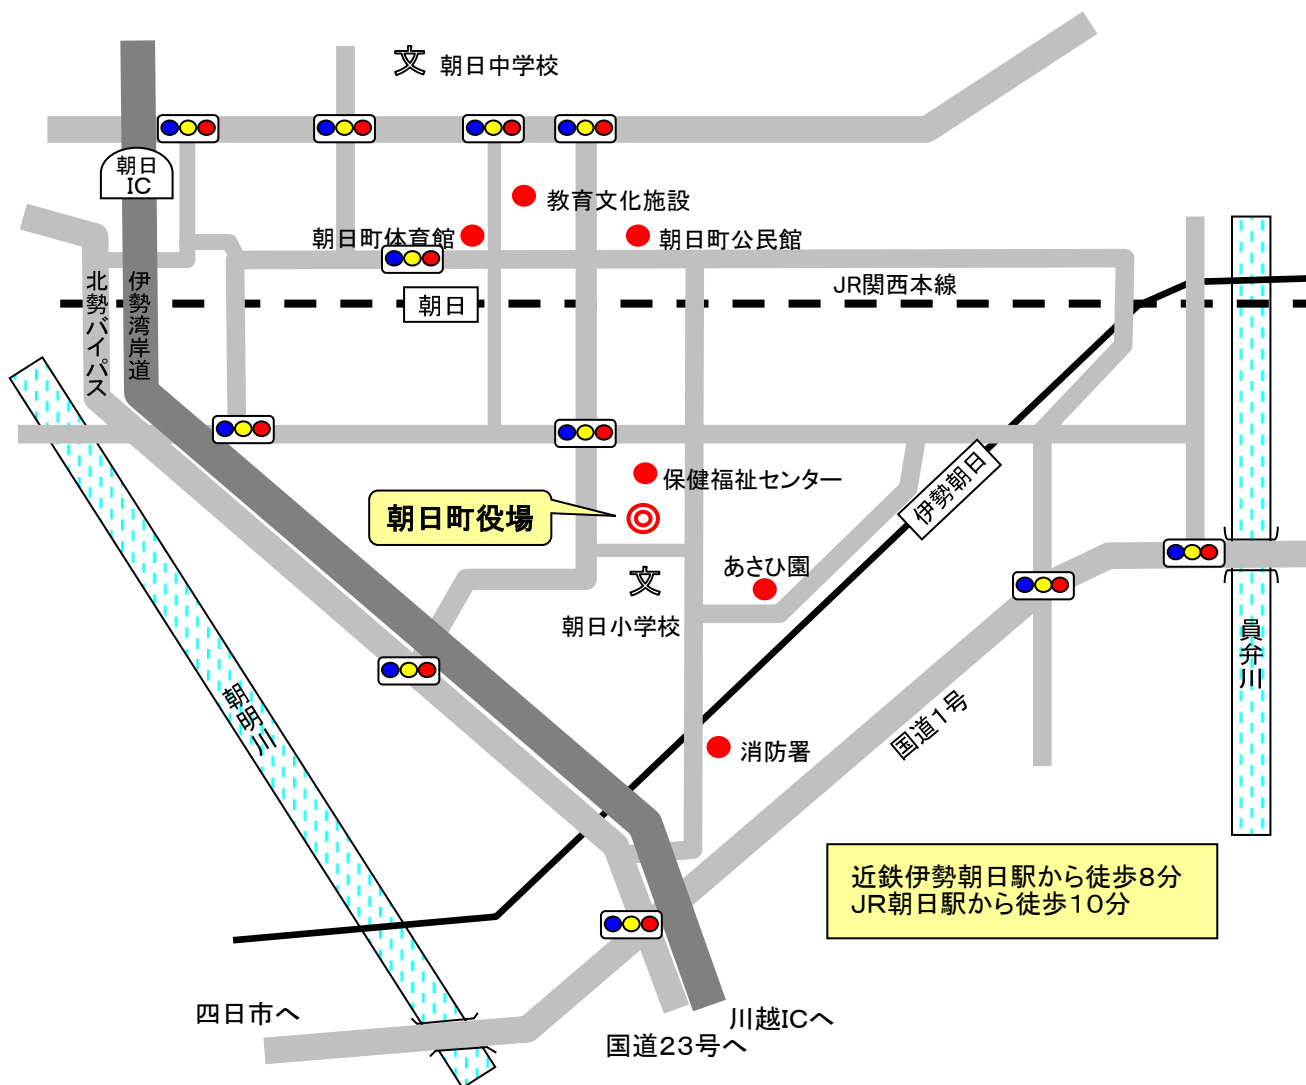 朝日中学校
文
朝日
IC
教育文化施設
朝日町体育館
朝日町公民館
JR関西本線
北勢バイパス
伊勢湾岸道
朝日
保健福祉センター
伊勢朝日
朝日町役場
あさひ園
文
朝日小学校
員弁川
朝明川
国道1号
消防署
近鉄伊勢朝日駅から徒歩8分
JR朝日駅から徒歩10分
四日市へ
川越ICへ
国道23号へ